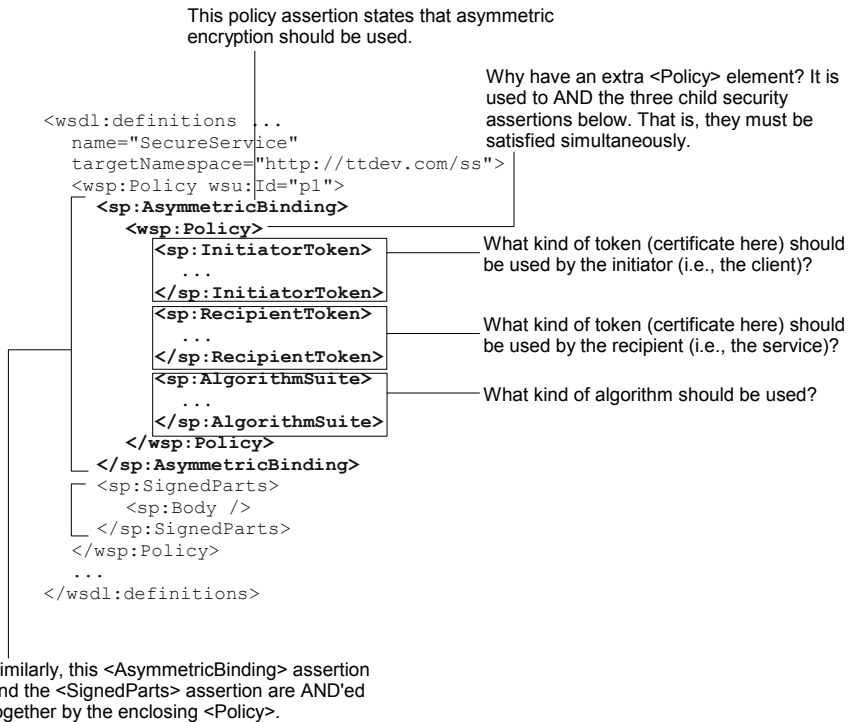 This policy assertion states that asymmetric
encryption should be used.
Why have an extra <Policy> element? It is
used to AND the three child security
assertions below. That is, they must be
satisfied simultaneously.
<wsdl:definitions ...
name="SecureService"
targetNamespace="http://ttdev.com/ss">
<wsp:Policy wsu:Id="p1">
<sp:AsymmetricBinding>
<wsp:Policy>
<sp:InitiatorToken>
...
</sp:InitiatorToken>
What kind of token (certificate here) should
be used by the initiator (i.e., the client)?
<sp:RecipientToken>
...
</sp:RecipientToken>
What kind of token (certificate here) should
be used by the recipient (i.e., the service)?
<sp:AlgorithmSuite>
...
</sp:AlgorithmSuite>
What kind of algorithm should be used?
</wsp:Policy>
</sp:AsymmetricBinding>
<sp:SignedParts>
<sp:Body />
</sp:SignedParts>
</wsp:Policy>
...
</wsdl:definitions>
imilarly, this <AsymmetricBinding> assertion
nd the <SignedParts> assertion are AND'ed
ogether by the enclosing <Policy>.